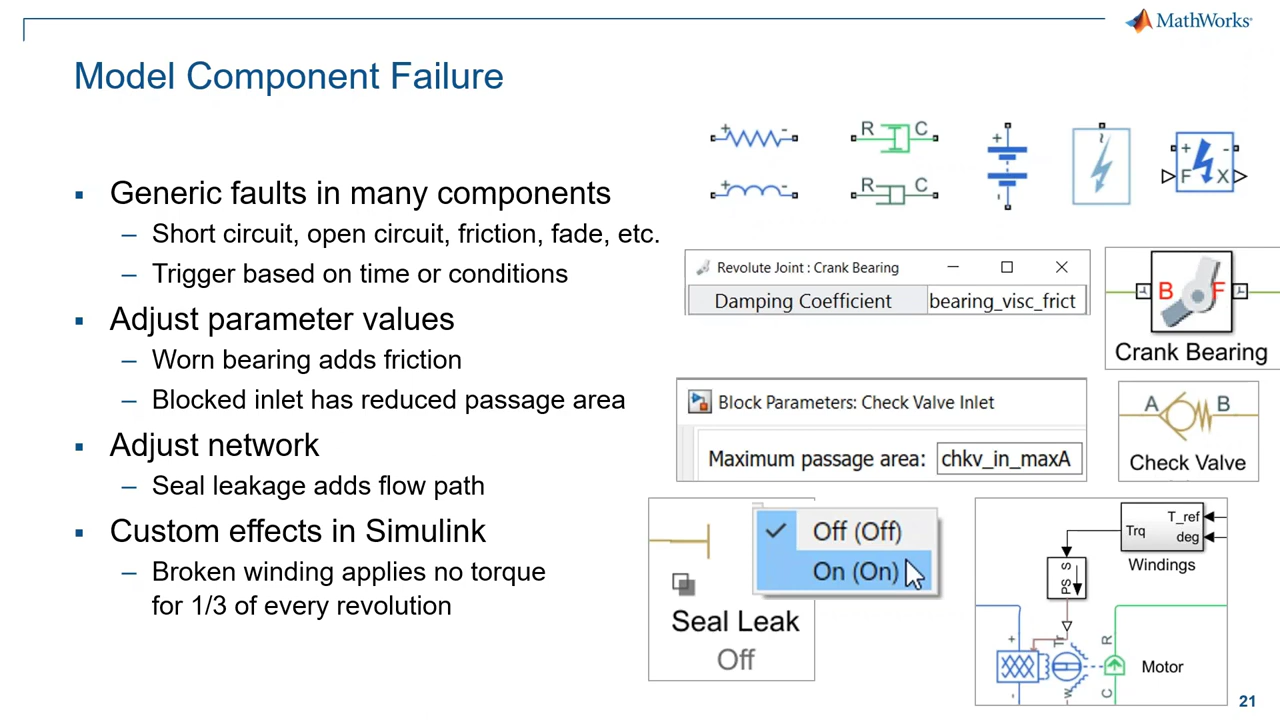 MathWorks
Model Component Failure
Generic faults in many components
– Short circuit, open circuit, friction, fade, etc.
– Trigger based on time or conditions
Adjust parameter values
– Worn bearing adds friction
– Blocked inlet has reduced passage area
Adjust network
– Seal leakage adds flow path
Custom effects in Simulink
– Broken winding applies no torque
for 1/3 of every revolution
+ -
R C
+
~
+ -
F X
+ -
R C
-
Revolute Joint : Crank Bearing
Damping Coefficient bearing_visc_frict
B F
Crank Bearing
Block Parameters: Check Valve Inlet
Maximum passage area: chkv_in_maxA
A B
Check Valve
Off (Off)
On (On)
Seal Leak
Off
T_ref
Trq
deg
Windings
PS S
+ Tr R
Motor
- W C
21